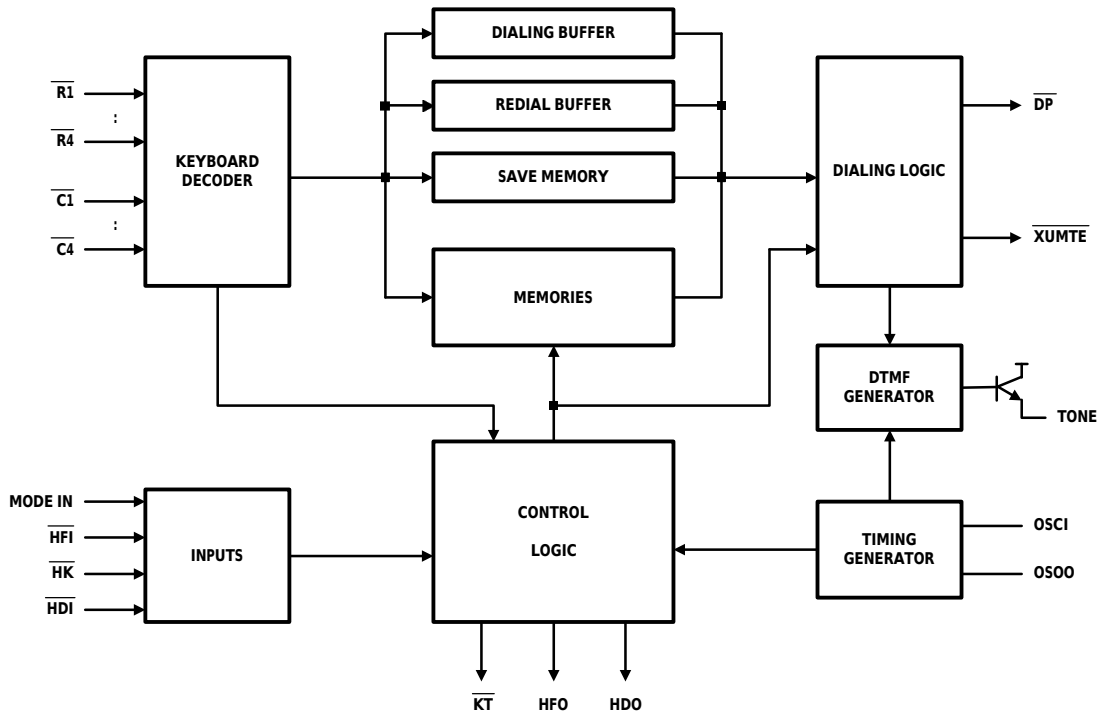 DIALING BUFFER
REDIAL BUFFER
SAVE MEMORY
MEMORIES
R1
:
R4
C1
:
C4
KEYBOARD
DECODER
DIALING LOGIC
DP
XUMTE
DTMF
GENERATOR
TONE
MODE IN
HFI
HK
HDI
INPUTS
CONTROL
LOGIC
TIMING
GENERATOR
OSCI
OSOO
KT
HFO
HDO